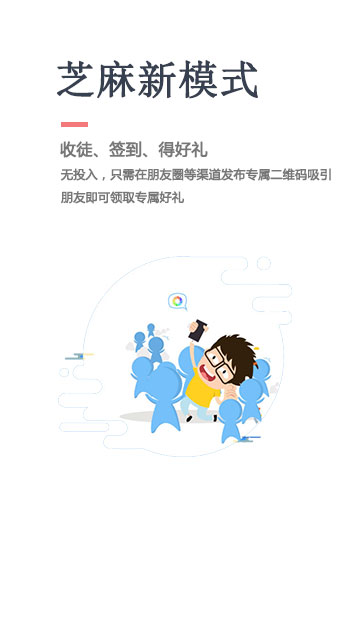 芝麻新模式
收徒、签到、得好礼
无投入，只需在朋友圈等渠道发布专属二维码吸引
朋友即可领取专属好礼